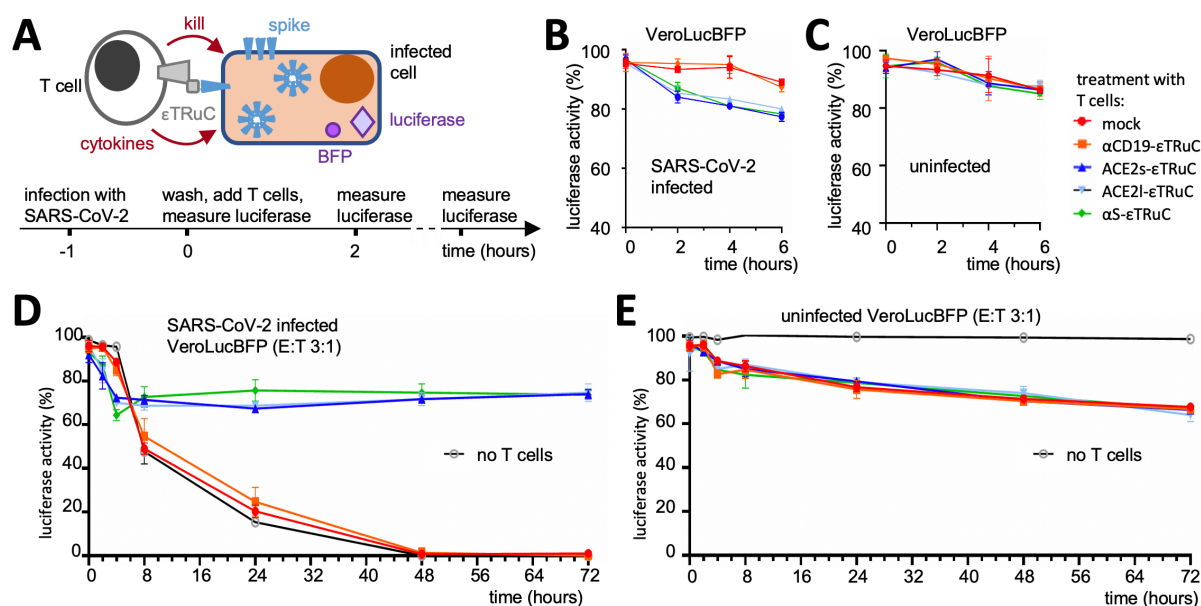 A
kill
spike
infected
cell
T cell
εTRuC
luciferase
cytokines
BFP
infection with
SARS-CoV-2
wash, add T cells,
measure luciferase
measure
luciferase
measure
luciferase
-1
0
2
time (hours)
B
VeroLucBFP
luciferase activity (%)
100
80
60
40
SARS-CoV-2
infected
0
2
4
6
time (hours)
C
VeroLucBFP
luciferase activity (%)
100
80
60
40
uninfected
0
2
4
6
time (hours)
treatment with
T cells:
mock
αCD19-εTRuC
ACE2s-εTRuC
ACE2l-εTRuC
αS-εTRuC
D
SARS-CoV-2 infected
VeroLucBFP (E:T 3:1)
luciferase activity (%)
100
80
60
40
20
0
no T cells
0
8
16
24
32
40
48
56
64
72
time (hours)
E
uninfected VeroLucBFP (E:T 3:1)
luciferase activity (%)
100
80
60
40
20
0
no T cells
0
8
16
24
32
40
48
56
64
72
time (hours)